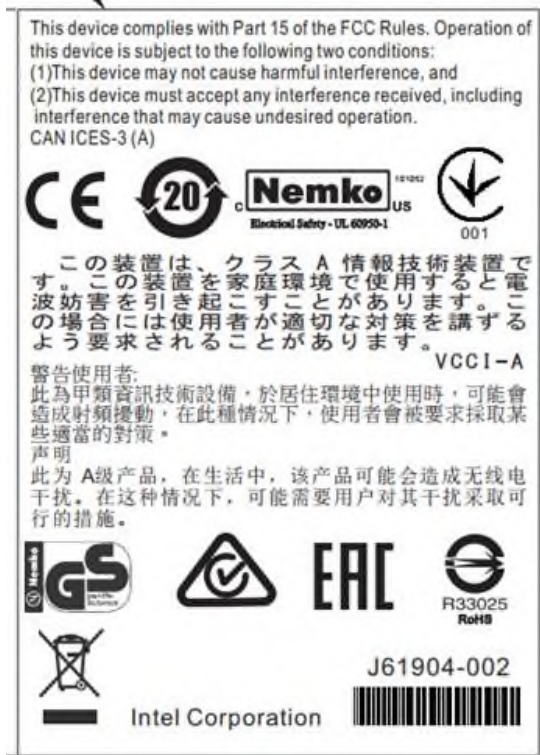 This device complies with Part 15 of the FCC Rules. Operation of
this device is subject to the following two conditions:
(1)This device may not cause harmful interference, and
(2)This device must accept any interference received, including
interference that may cause undesired operation.
CAN ICES-3 (A)
CE
20
C Nemko US
Electrical Safety - UL 60950-1
001
この装置は、クラス A 情報技術装置で
す。この装置を家庭環境で使用すると電
波妨害を引き起こすことがあります。こ
の場合には使用者が適切な対策を講ずる
よう要求されることがあります。
VCCI-A
警告使用者:
此為甲類資訊技術設備，於居住環境中使用時，可能會
造成射頻擾動，在此種情況下，使用者會被要求採取某
些適當的對策。
声明
此为 A级产品，在生活中，该产品可能会造成无线电
干扰。在这种情况下，可能需要用户对其干扰采取可
行的措施。
Nemko
GS
EAC
R33025
RoHS
J61904-002
Intel Corporation